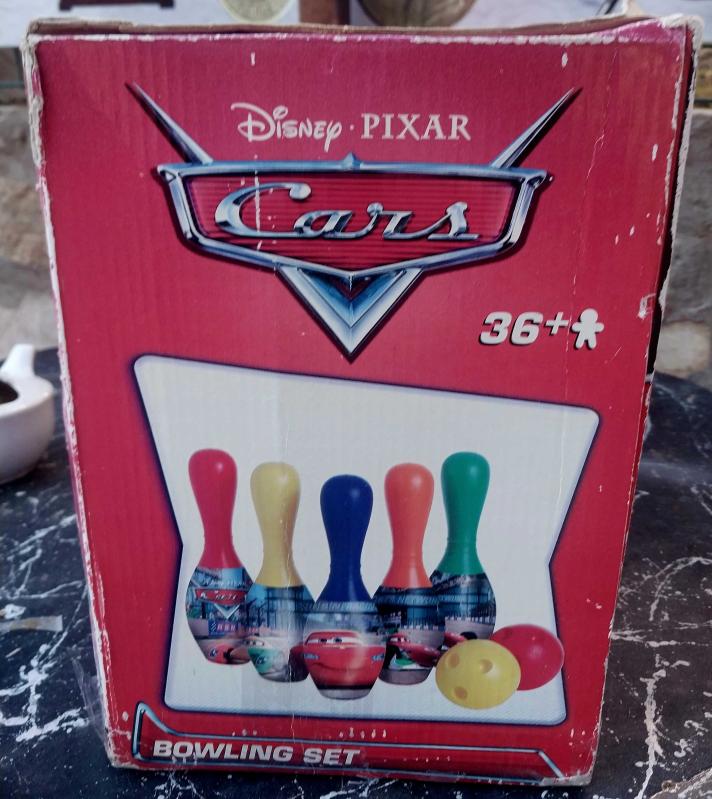 Disney · PIXAR
Cars
36+
BOWLING SET